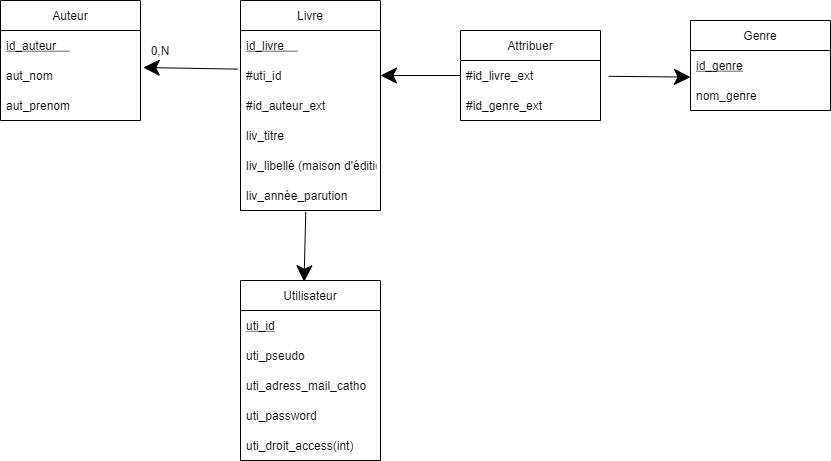 Auteur
id_auteur
aut_nom
aut_prenom
0,N
Livre
id_livre
#uti_id
#id_auteur_ext
liv_titre
liv_libellé (maison d'éditi
liv_année_parution
Attribuer
#id_livre_ext
#id_genre_ext
Genre
id_genre
nom_genre
Utilisateur
uti_id
uti_pseudo
uti_adress_mail_catho
uti_password
uti_droit_access(int)